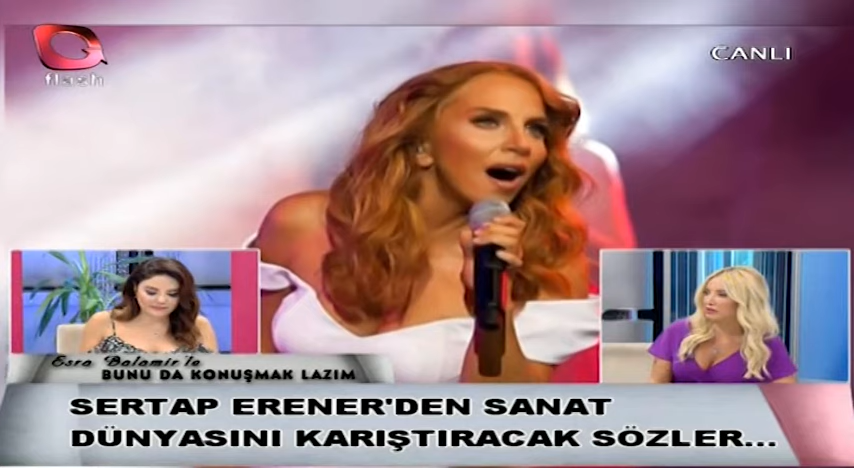 flash
CANLI
Esra Balamir'le
BUNU DA KONUŞMAK LAZIM
SERTAP ERENER'DEN SANAT
DÜNYASINI KARIŞTIRACAK SÖZLER...